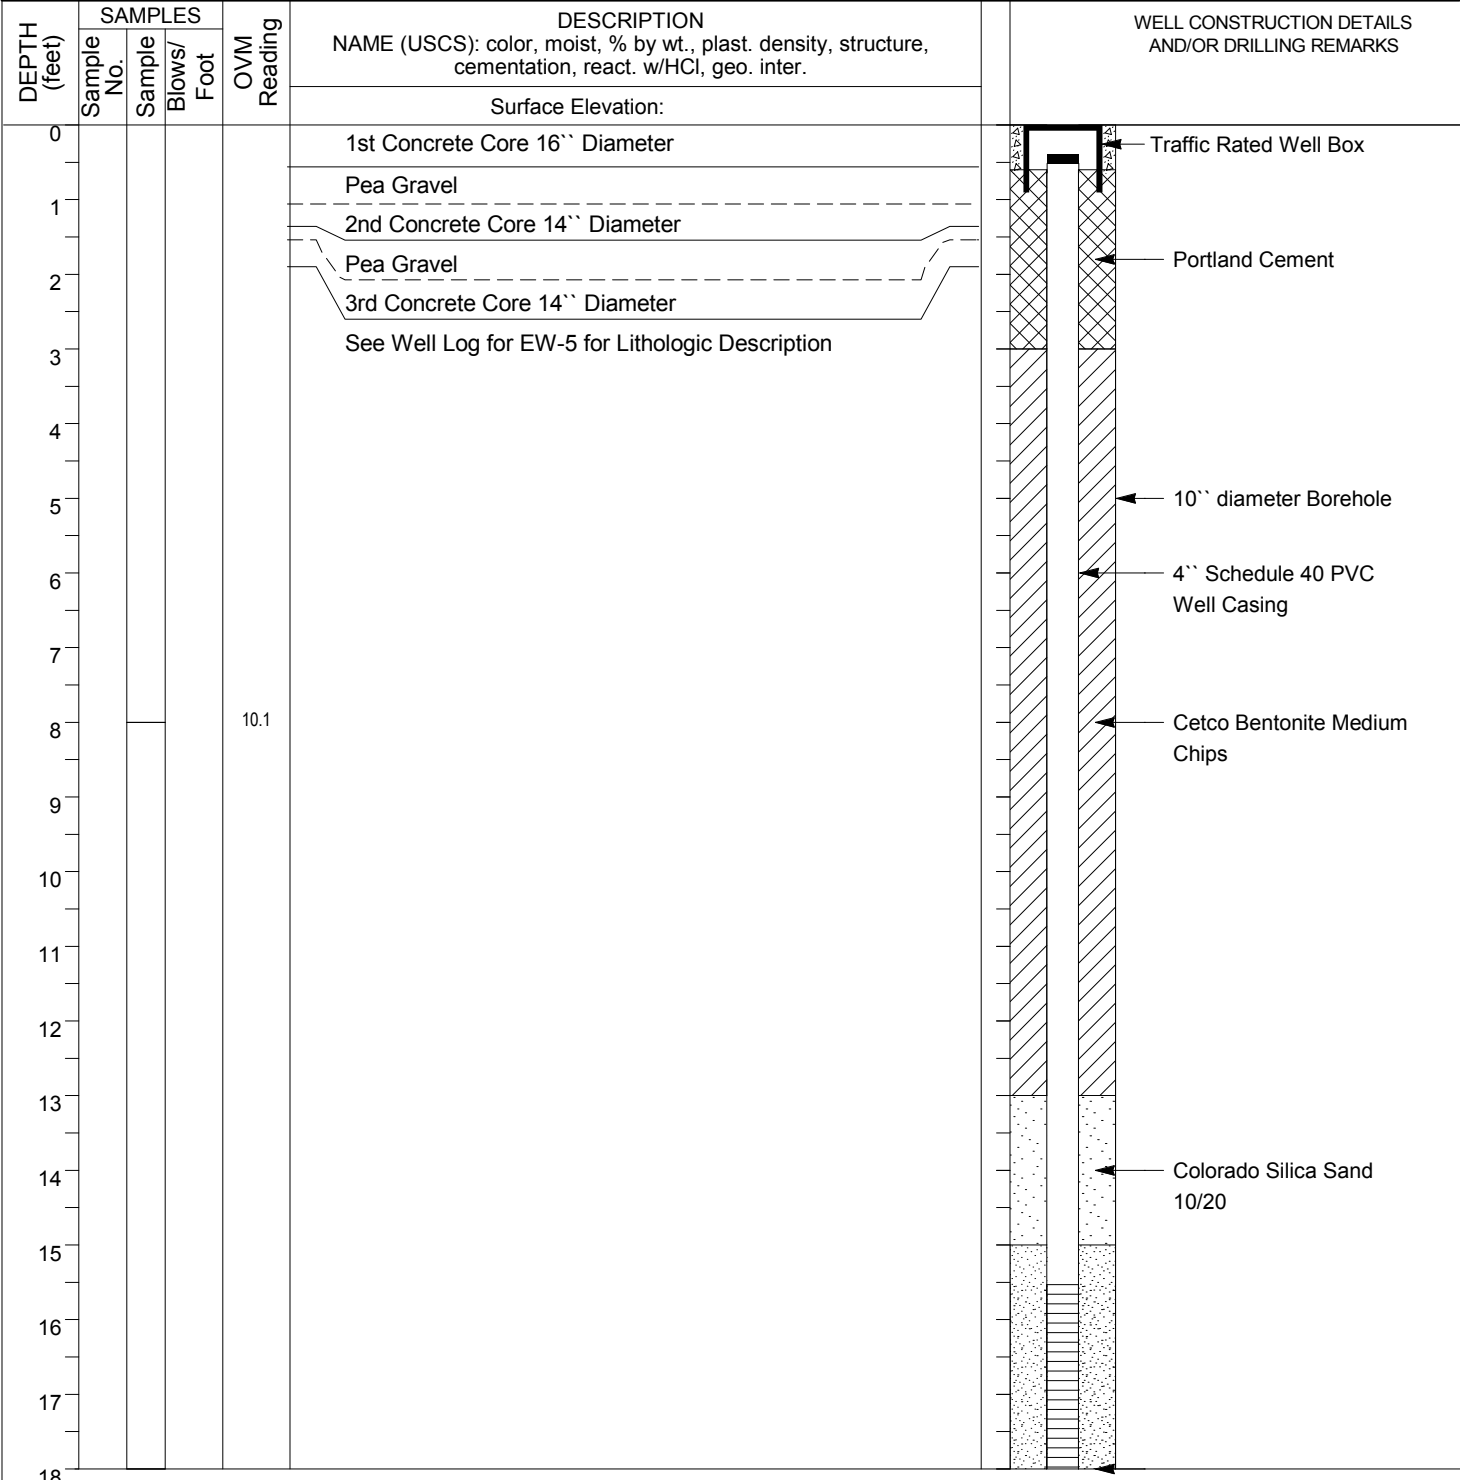 DEPTH
(feet)
SAMPLES
Sample
No.
Sample
Blows/
Foot
OVM
Reading
DESCRIPTION
NAME (USCS): color, moist, % by wt., plast. density, structure,
cementation, react. w/HCl, geo. inter.
Surface Elevation:
WELL CONSTRUCTION DETAILS
AND/OR DRILLING REMARKS
0
1st Concrete Core 16`` Diameter
Traffic Rated Well Box
Pea Gravel
1
2nd Concrete Core 14`` Diameter
Pea Gravel
Portland Cement
2
3rd Concrete Core 14`` Diameter
See Well Log for EW-5 for Lithologic Description
3
4
5
10`` diameter Borehole
6
4`` Schedule 40 PVC
Well Casing
7
8
10.1
Cetco Bentonite Medium
Chips
9
10
11
12
13
14
Colorado Silica Sand
10/20
15
16
17
18